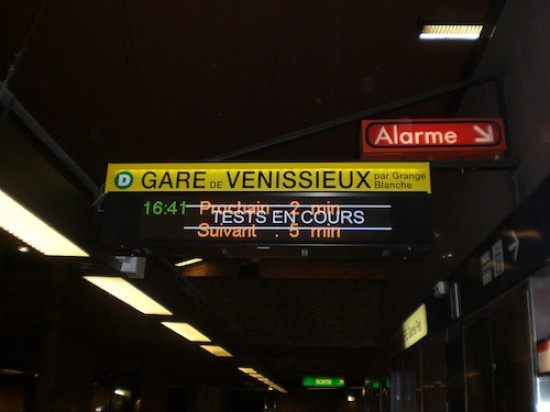 Alarme
D GARE DE VENISSIEUX par Grange Blanche
16:41 Prochain : 2 min
TESTS EN COURS
Suivant : 5 min
SORTIE